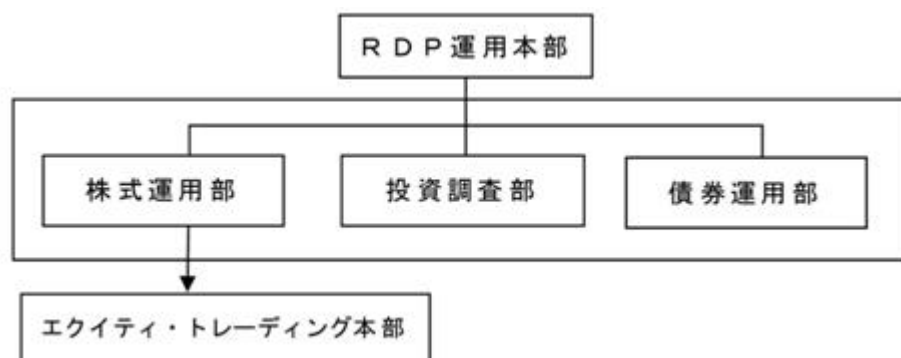 ＲＤＰ運用本部
株式運用部
投資調査部
債券運用部
エクイティ・トレーディング本部